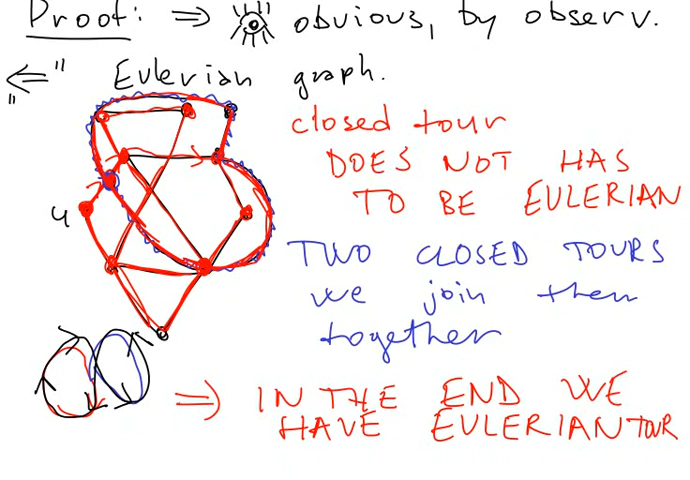 Proof: ⇒ obvious, by observ.
"⇐" Eulerian graph.
closed tour
DOES NOT HAS
TO BE EULERIAN
4
TWO CLOSED TOURS
we join then
together
⇒ IN THE END WE
HAVE EULERIAN TOUR